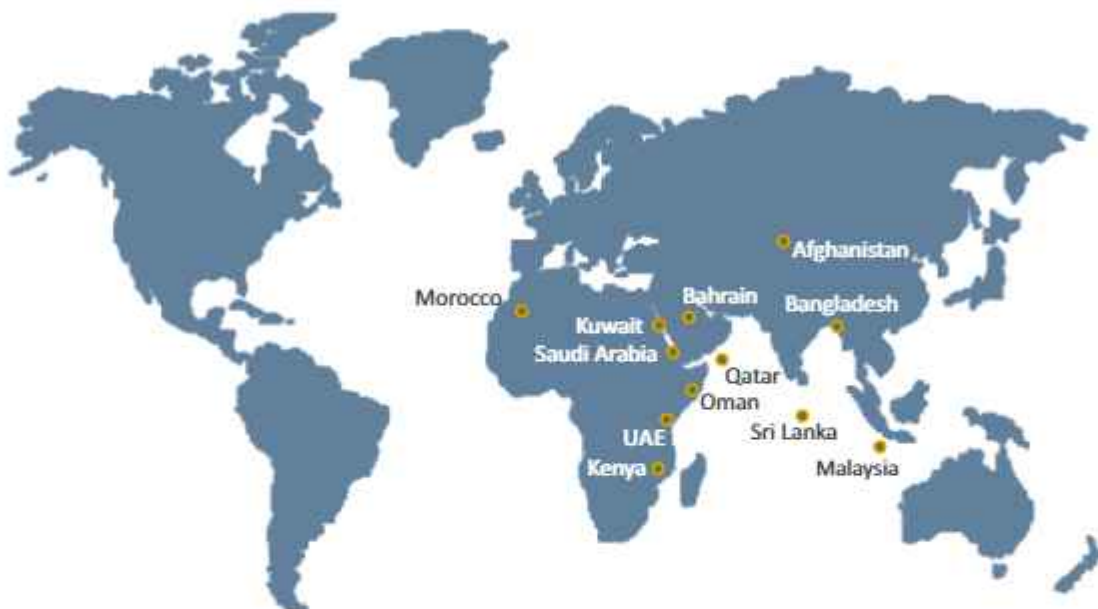 Afghanistan
Bahrain
Bangladesh
Morocco
Kuwait
Saudi Arabia
Qatar
Oman
Sri Lanka
UAE
Malaysia
Kenya